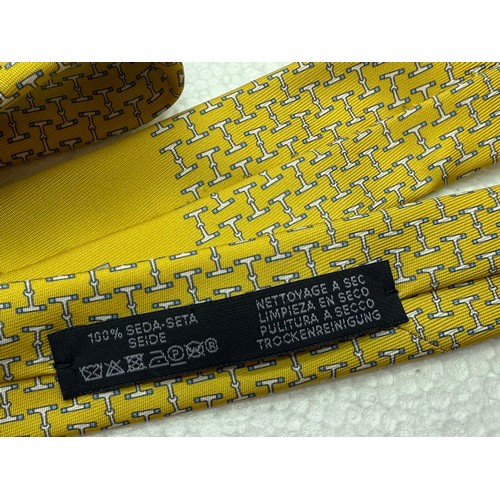 100% SEDA-SETA
SEIDE
NETTOYAGE A SEC
LIMPIEZA EN SECO
PULITURA A SECCO
TROCKENREINIGUNG